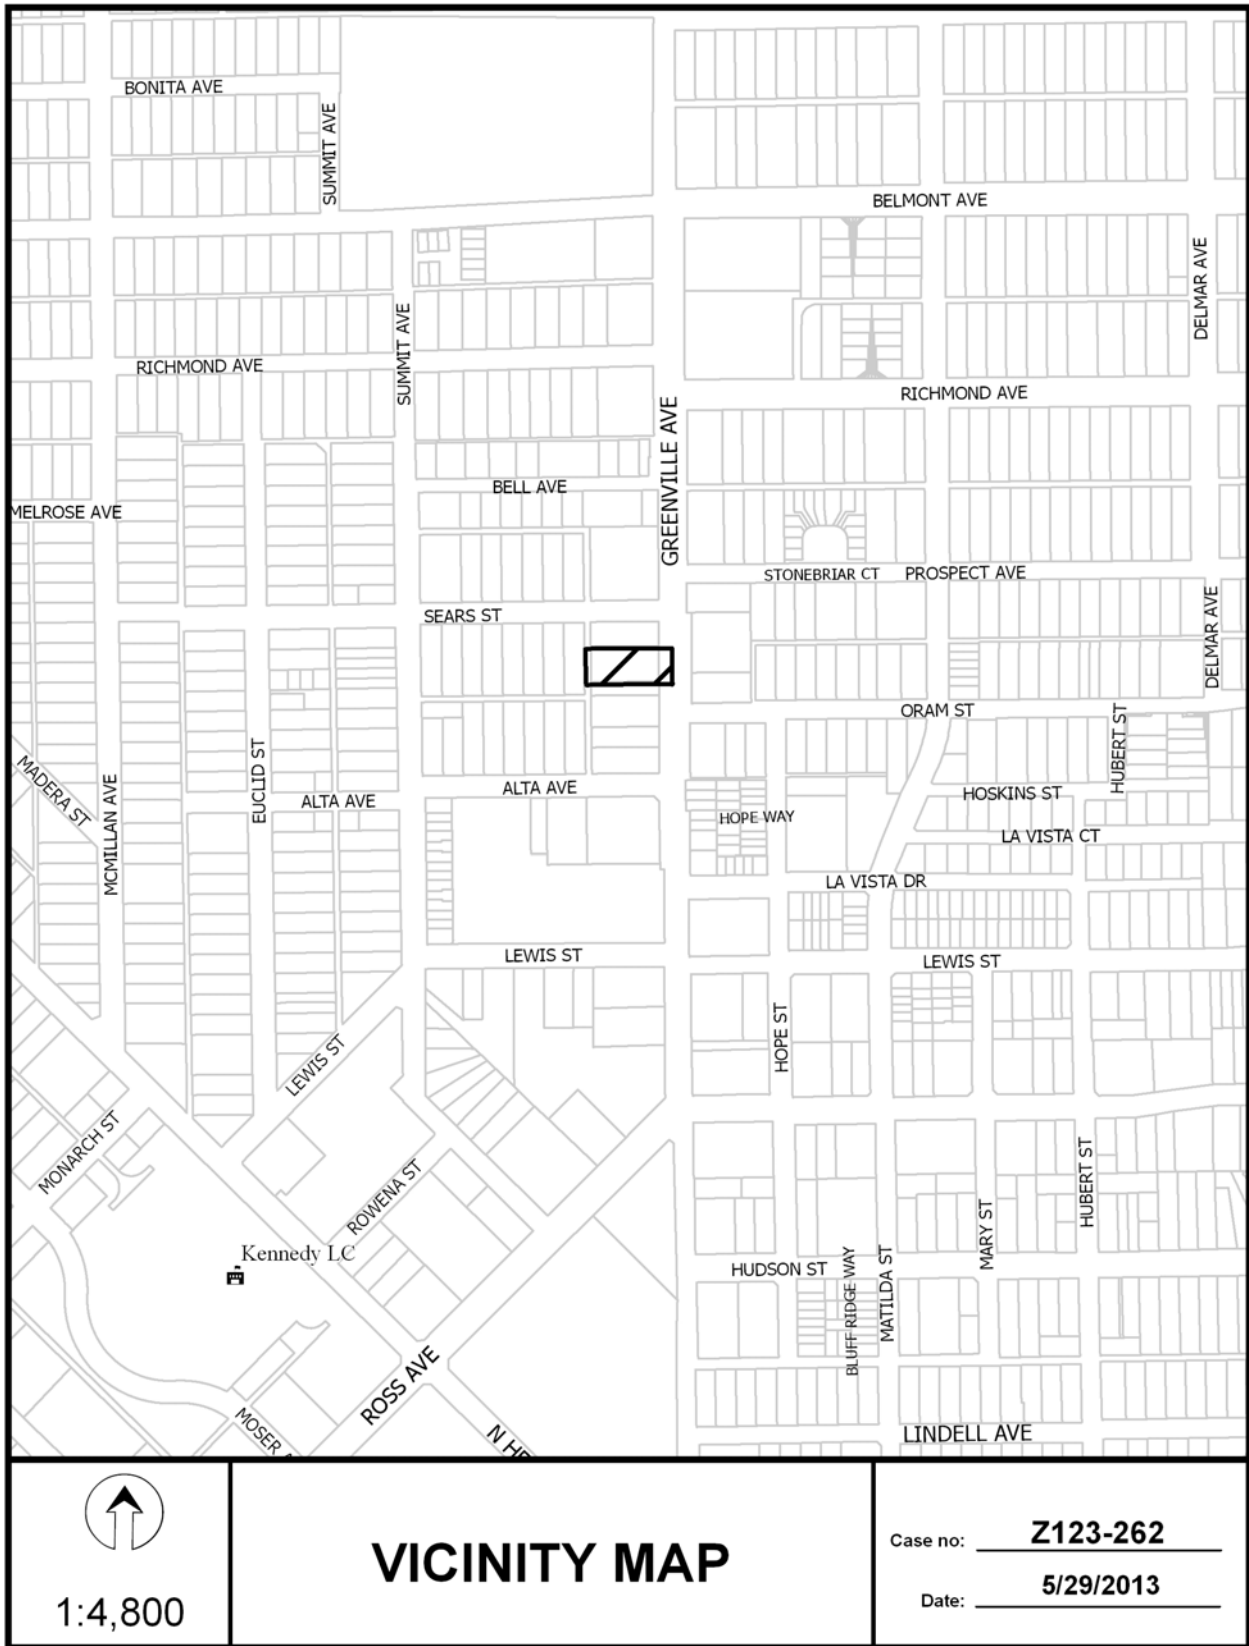 BONITA AVE
SUMMIT AVE
BELMONT AVE
DELMAR AVE
SUMMIT AVE
RICHMOND AVE
RICHMOND AVE
GREENVILLE AVE
BELL AVE
MELROSE AVE
STONEBRIAR CT
PROSPECT AVE
SEARS ST
DELMAR AVE
ORAM ST
HUBERT ST
MADERA ST
MCMILLAN AVE
EUCLID ST
ALTA AVE
ALTA AVE
HOPE WAY
HOSKINS ST
LA VISTA CT
LA VISTA DR
LEWIS ST
LEWIS ST
HOPE ST
LEWIS ST
MONARCH ST
ROWENA ST
HUBERT ST
MARY ST
Kennedy LC
HUDSON ST
BLUFF RIDGE WAY
MATILDA ST
ROSS AVE
MOSER
N
LINDELL AVE
1:4,800
VICINITY MAP
Case no: Z123-262
Date: 5/29/2013